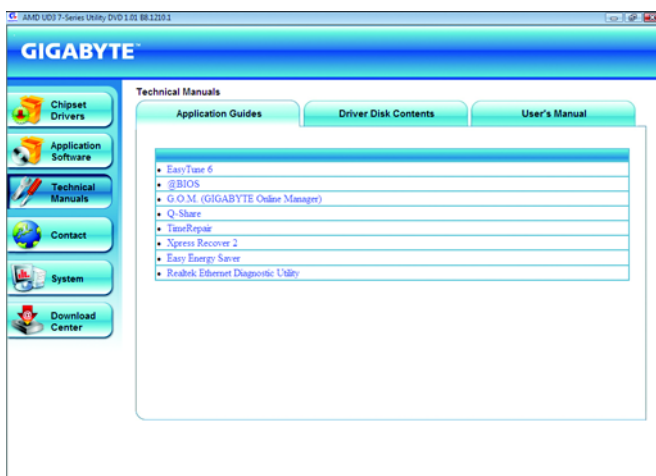 AMD UD3 7-Series Utility DVD 1.01 B8.1210.1
GIGABYTE™
Chipset
Drivers
Application
Software
Technical
Manuals
Contact
System
Download
Center
Technical Manuals
Application Guides
Driver Disk Contents
User's Manual
EasyTune 6
@BIOS
G.O.M. (GIGABYTE Online Manager)
Q-Share
TimeRepair
Xpress Recover 2
Easy Energy Saver
Realtek Ethernet Diagnostic Utility